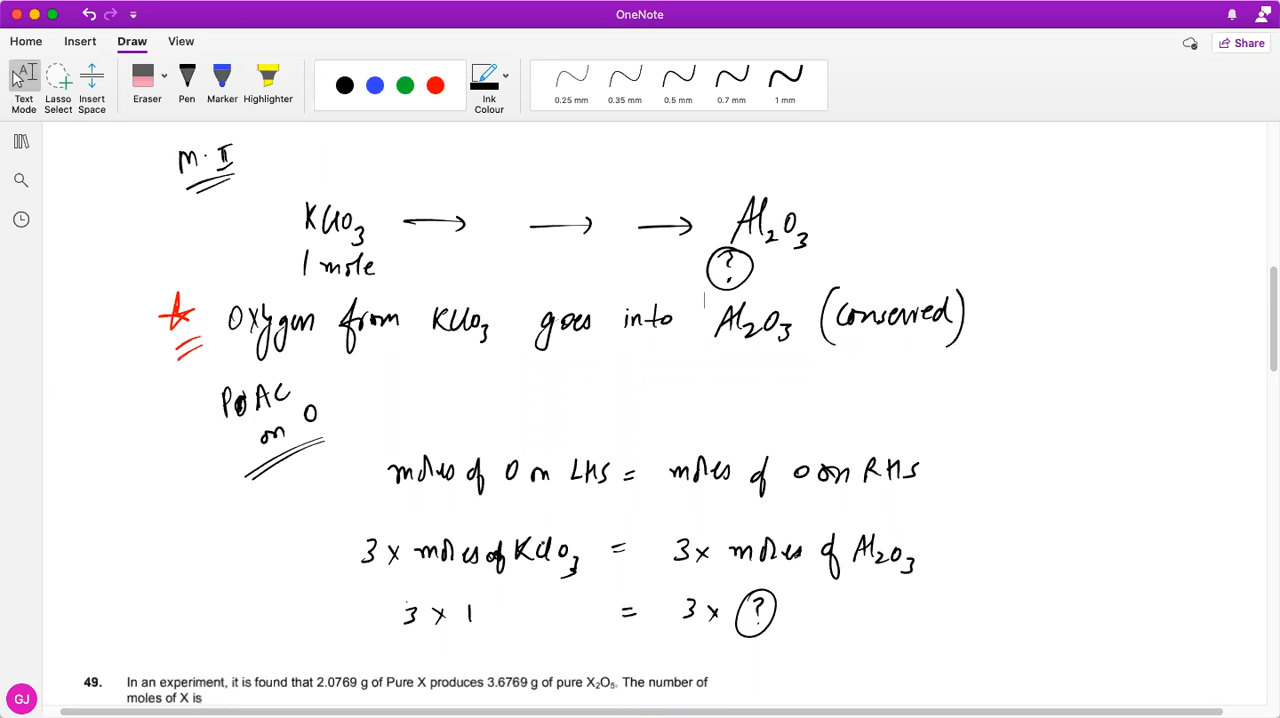 OneNote
Home Insert Draw View
Share
Text Mode Lasso Select Insert Space Eraser Pen Marker Highlighter Ink Colour 0.25 mm 0.35 mm 0.5 mm 0.7 mm 1 mm
M. II
KClO3 → → → Al2O3
1 mole ?
Oxygen from KClO3 goes into Al2O3 (conserved)
POAC
on O
moles of O on LHS = moles of O on RHS
3 × moles of KClO3 = 3 × moles of Al2O3
3 × 1 = 3 × ?
49. In an experiment, it is found that 2.0769 g of Pure X produces 3.6769 g of pure X2O5. The number of
moles of X is
GJ